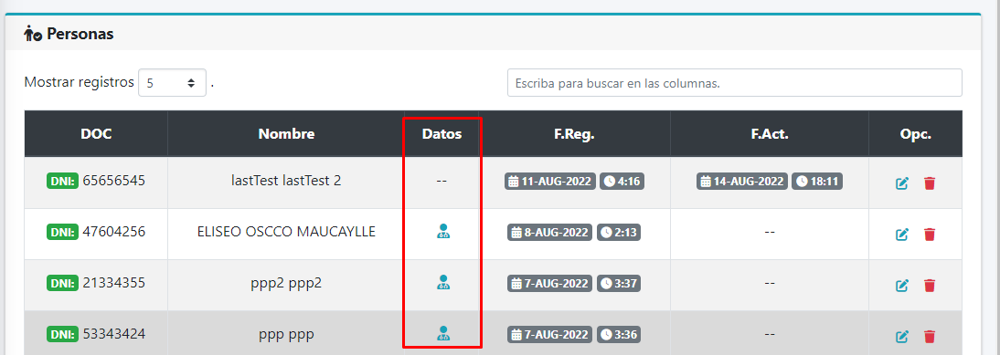 Personas
Mostrar registros 5 .
Escriba para buscar en las columnas.
DOC Nombre Datos F.Reg. F.Act. Opc.
DNI: 65656545 lastTest lastTest 2 -- 11-AUG-2022 4:16 14-AUG-2022 18:11
DNI: 47604256 ELISEO OSCCO MAUCAYLLE 8-AUG-2022 2:13 --
DNI: 21334355 ppp2 ppp2 7-AUG-2022 3:37 --
DNI: 53343424 ppp ppp 7-AUG-2022 3:36 --